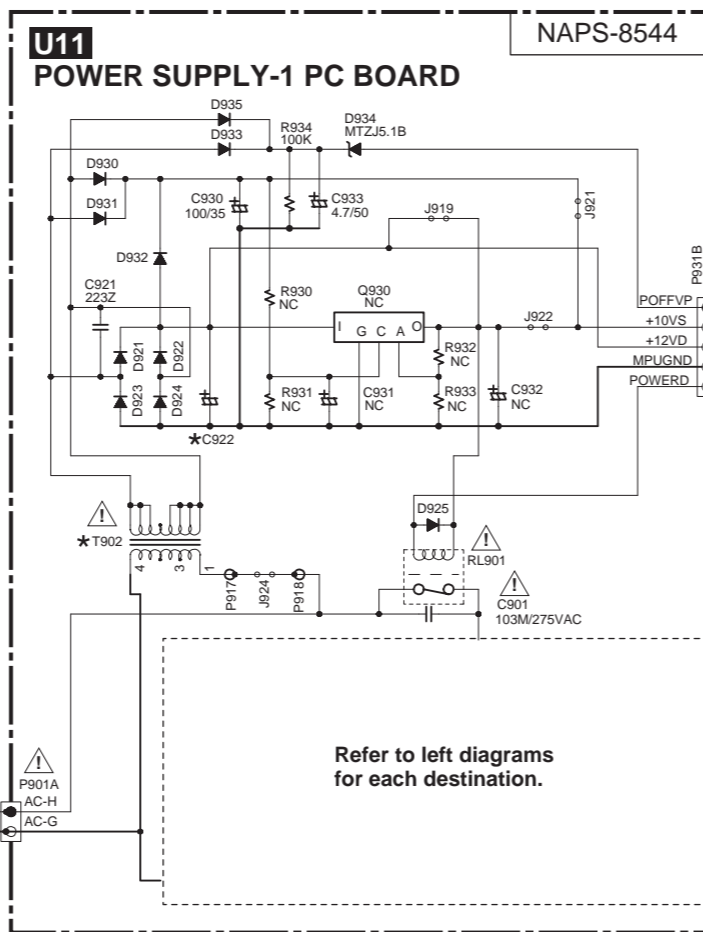 U11
NAPS-8544
POWER SUPPLY-1 PC BOARD
D935
D933
R934
100K
D934
MTZJ5.1B
D930
D931
C930
100/35
C933
4.7/50
J919
J921
D932
P931B
C921
223Z
R930
NC
Q930
NC
I G C A O
J922
POFFVP
+10VS
+12VD
MPUGND
POWERD
D921
D922
R932
NC
D923
D924
R931
NC
C931
NC
R933
NC
C932
NC
*C922
D925
*T902
RL901
4
3
1
P917
J924
P918
C901
103M/275VAC
Refer to left diagrams
for each destination.
P901A
AC-H
AC-G